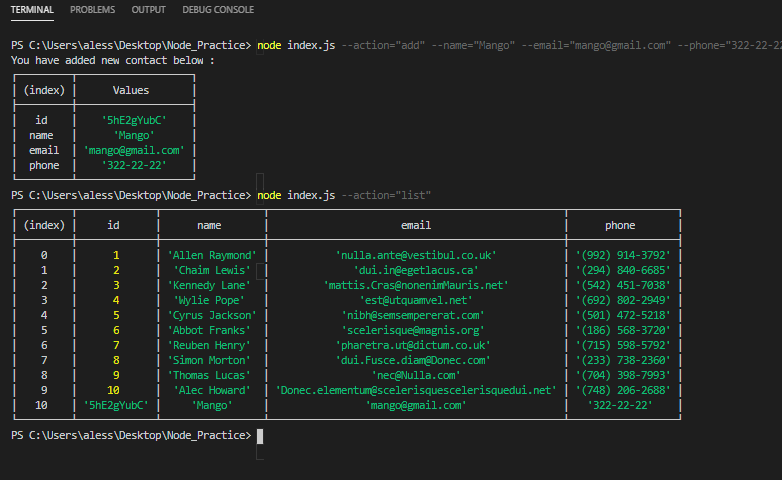 TERMINAL PROBLEMS OUTPUT DEBUG CONSOLE
PS C:\Users\aless\Desktop\Node_Practice> node index.js --action="add" --name="Mango" --email="mango@gmail.com" --phone="322-22-22
You have added new contact below :
(index) Values
id '5hE2gYubC'
name 'Mango'
email 'mango@gmail.com'
phone '322-22-22'
PS C:\Users\aless\Desktop\Node_Practice> node index.js --action="list"
(index) id name email phone
0 1 'Allen Raymond' 'nulla.ante@vestibul.co.uk' '(992) 914-3792'
1 2 'Chaim Lewis' 'dui.in@egetlacus.ca' '(294) 840-6685'
2 3 'Kennedy Lane' 'mattis.Cras@nonenimMauris.net' '(542) 451-7038'
3 4 'Wylie Pope' 'est@utquamvel.net' '(692) 802-2949'
4 5 'Cyrus Jackson' 'nibh@semsempererat.com' '(501) 472-5218'
5 6 'Abbot Franks' 'scelerisque@magnis.org' '(186) 568-3720'
6 7 'Reuben Henry' 'pharetra.ut@dictum.co.uk' '(715) 598-5792'
7 8 'Simon Morton' 'dui.Fusce.diam@Donec.com' '(233) 738-2360'
8 9 'Thomas Lucas' 'nec@Nulla.com' '(704) 398-7993'
9 10 'Alec Howard' 'Donec.elementum@scelerisquescelerisquedui.net' '(748) 206-2688'
10 '5hE2gYubC' 'Mango' 'mango@gmail.com' '322-22-22'
PS C:\Users\aless\Desktop\Node_Practice>